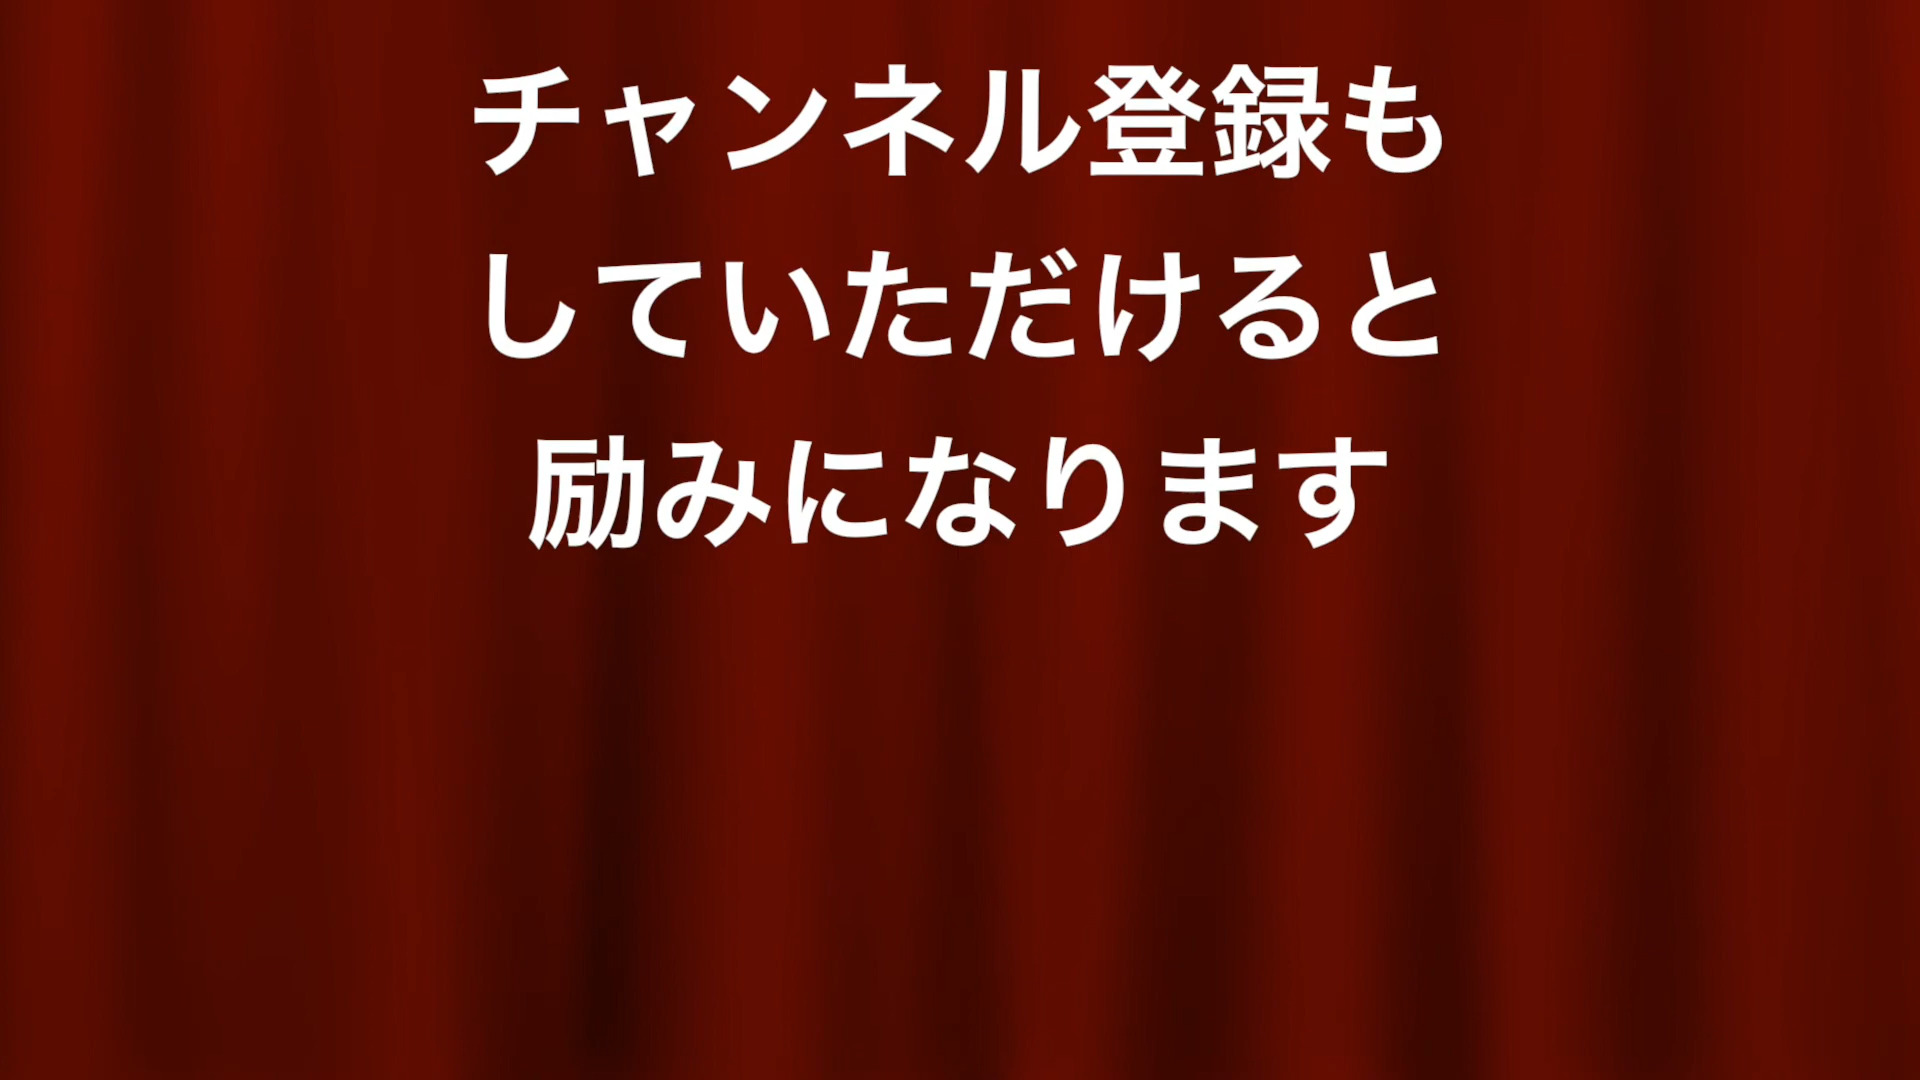 チャンネル登録も
していただけると
励みになります